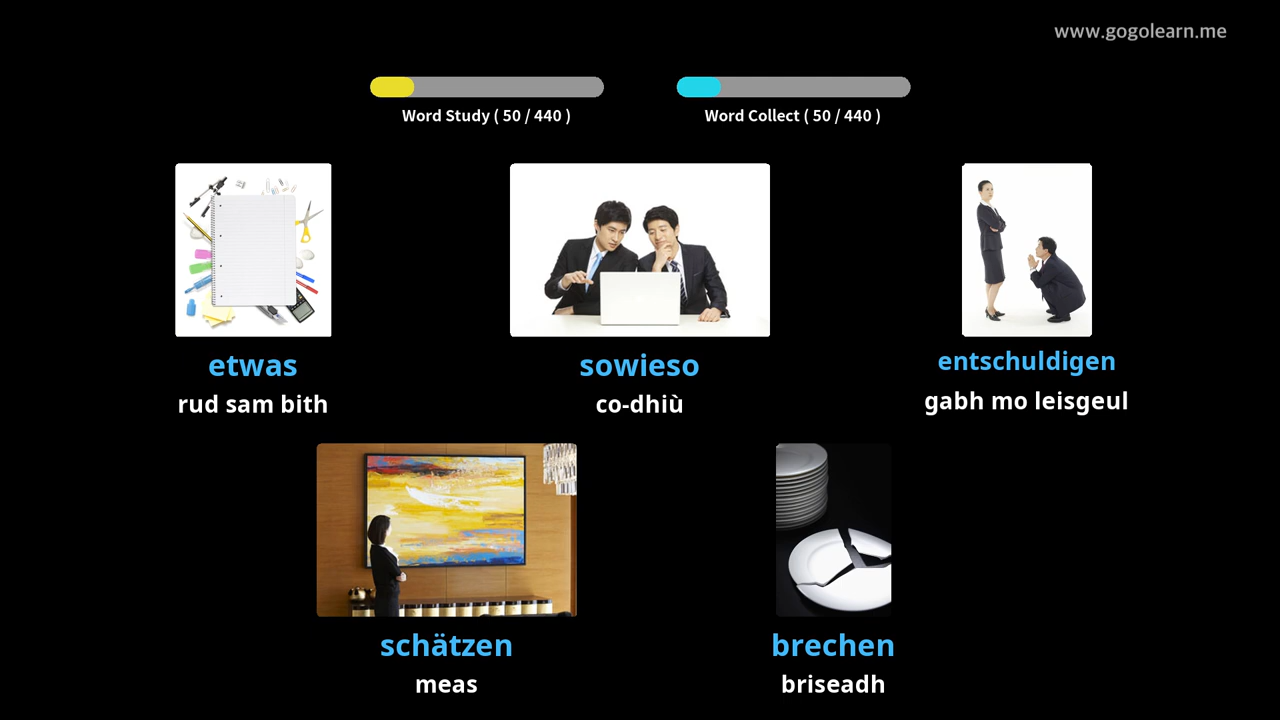 www.gogolearn.me
Word Study ( 50 / 440 )
Word Collect ( 50 / 440 )
etwas
rud sam bith
sowieso
co-dhiù
entschuldigen
gabh mo leisgeul
schätzen
meas
brechen
briseadh